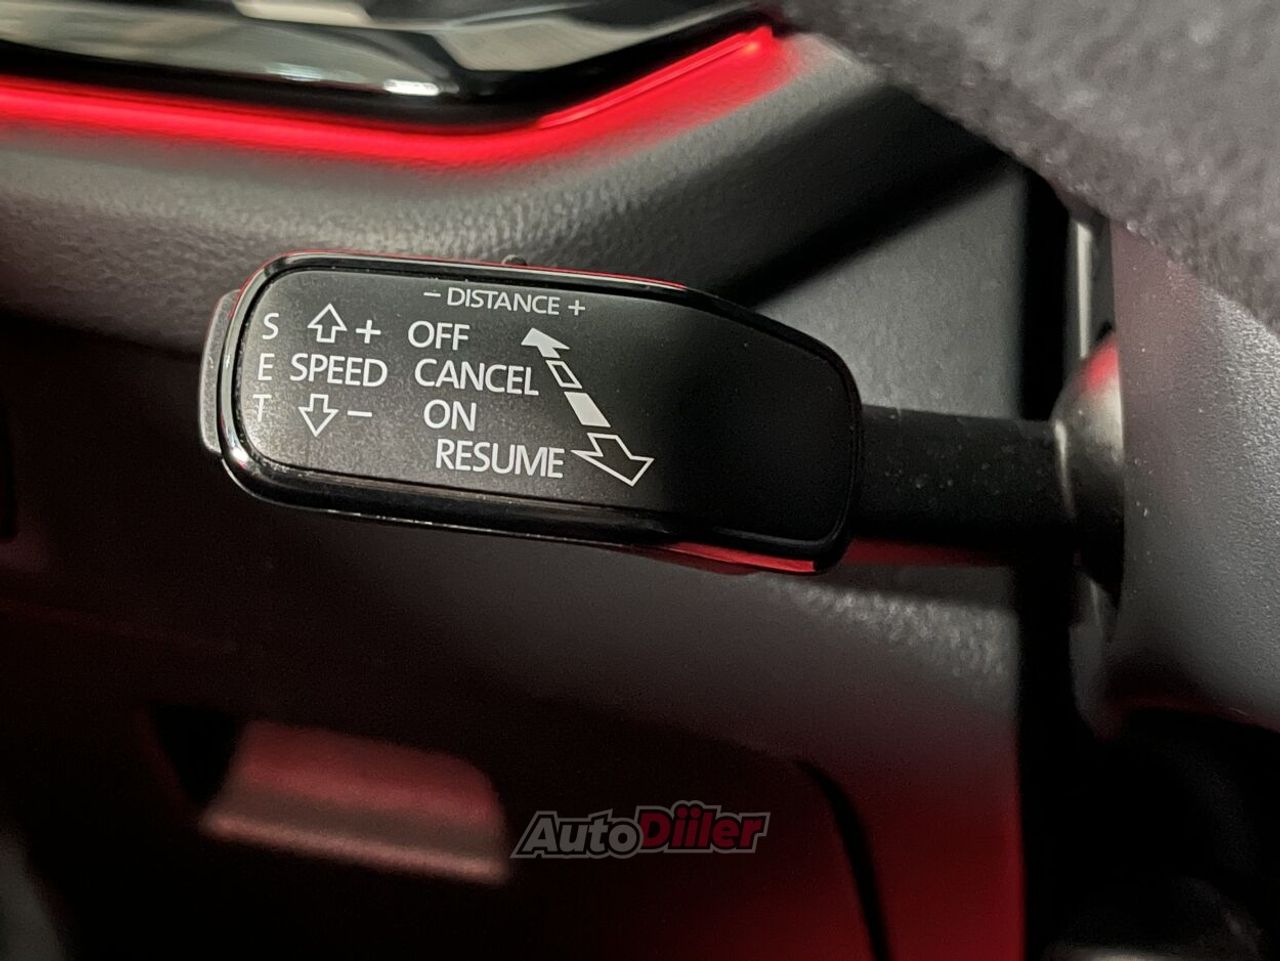 - DISTANCE +
S + OFF
E SPEED CANCEL
T - ON
RESUME
AutoDiiler